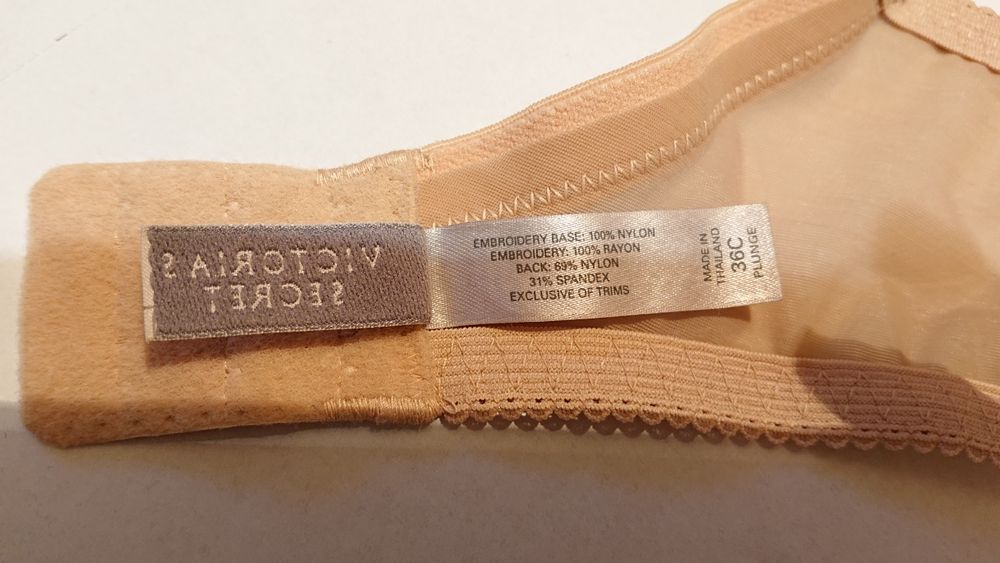 VICTORIA'S
SECRET
EMBROIDERY BASE: 100% NYLON
EMBROIDERY: 100% RAYON
BACK: 69% NYLON
31% SPANDEX
EXCLUSIVE OF TRIMS
MADE IN
THAILAND
36C
PLUNGE